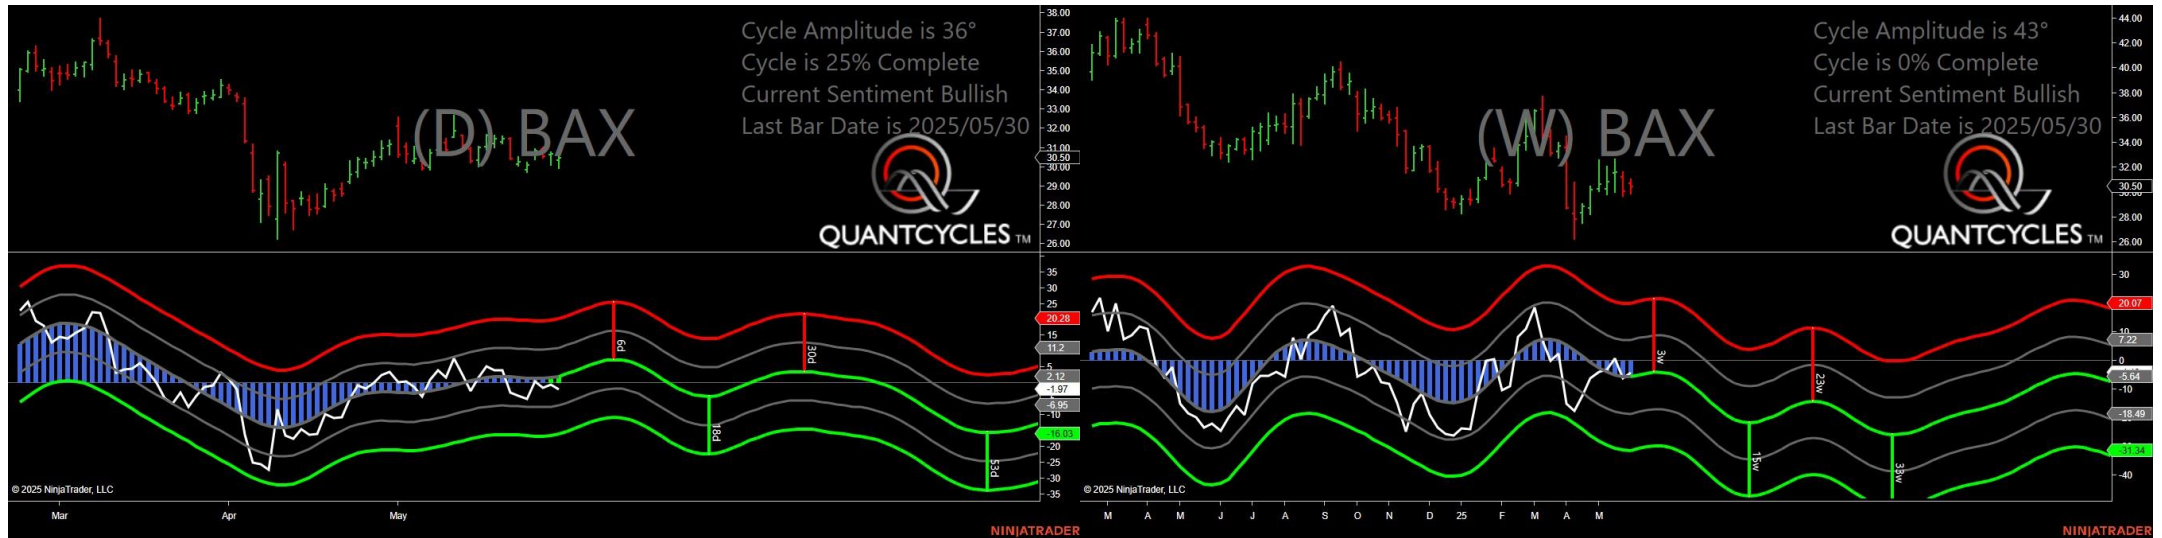 Cycle Amplitude is 36°
Cycle is 25% Complete
Current Sentiment Bullish
Last Bar Date is 2025/05/30
(D) BAX
QUANTCYCLES TM
38.00
37.00
36.00
35.00
34.00
33.00
32.00
31.00
30.50
30.00
29.00
28.00
27.00
26.00
35
30
25
20.28
15
11.2
5
2.12
-1.97
-6.95
-10
-16.03
-20
-25
-30
-35
6d
18d
30d
53d
© 2025 NinjaTrader, LLC
Mar Apr May
NINJATRADER
Cycle Amplitude is 43°
Cycle is 0% Complete
Current Sentiment Bullish
Last Bar Date is 2025/05/30
(W) BAX
QUANTCYCLES TM
44.00
42.00
40.00
38.00
36.00
34.00
32.00
30.50
28.00
26.00
30
20.07
10
7.22
0
-5.64
-10
-18.49
-31.34
-40
3w
15w
23w
33w
© 2025 NinjaTrader, LLC
M A M J J A S O N D 25 F M A M
NINJATRADER